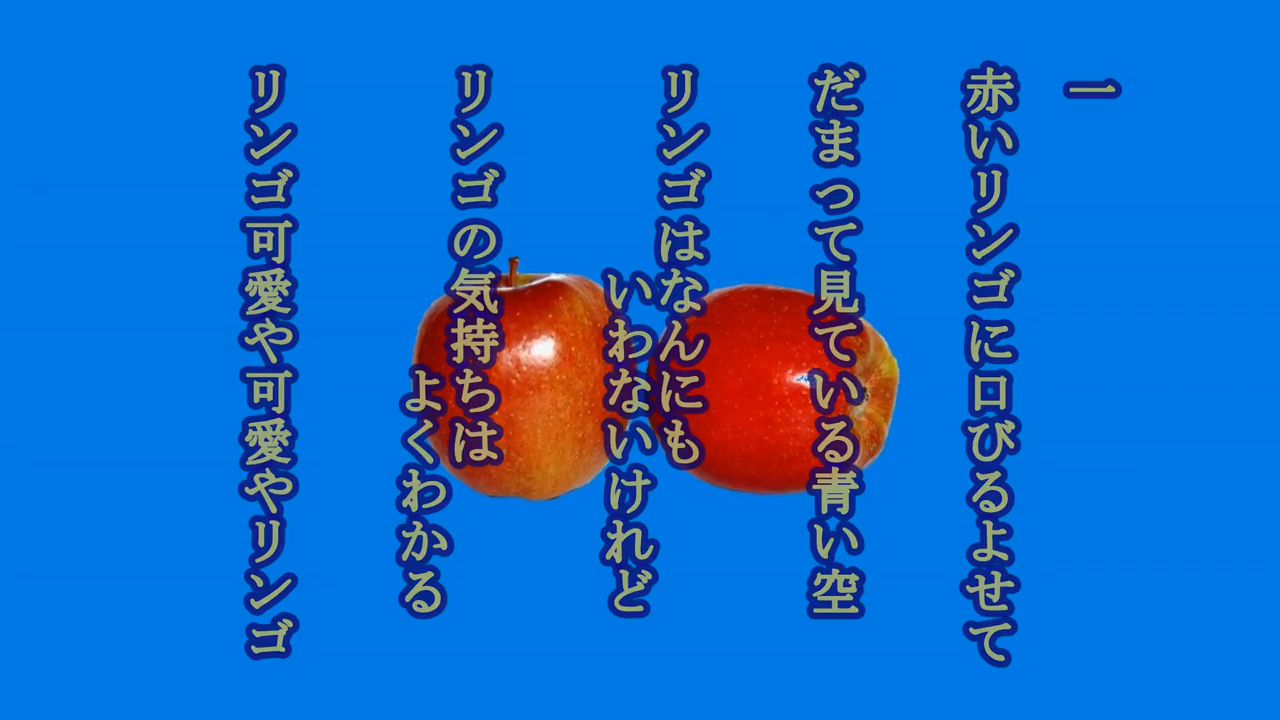 一
赤いリンゴに口びるよせて
だまって見ている青い空
リンゴはなんにも
いわないけれど
リンゴの気持ちは
よくわかる
リンゴ可愛や可愛やリンゴ